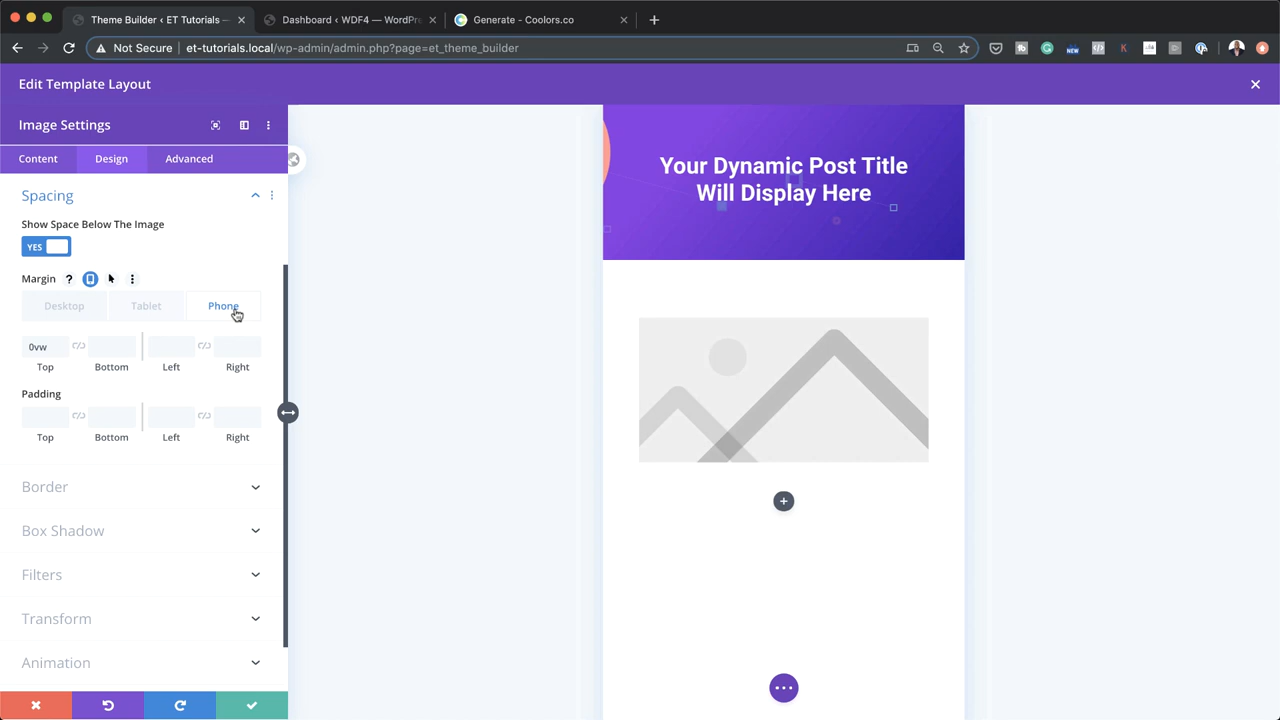 Theme Builder ‹ ET Tutorials —
Dashboard ‹ WDF4 — WordPre
Generate - Coolors.co
Not Secure
et-tutorials.local/wp-admin/admin.php?page=et_theme_builder
Edit Template Layout
Image Settings
Content Design Advanced
Spacing
Show Space Below The Image
YES
Margin ?
Desktop Tablet Phone
0vw
Top Bottom Left Right
Padding
Top Bottom Left Right
Border
Box Shadow
Filters
Transform
Animation
Your Dynamic Post Title
Will Display Here